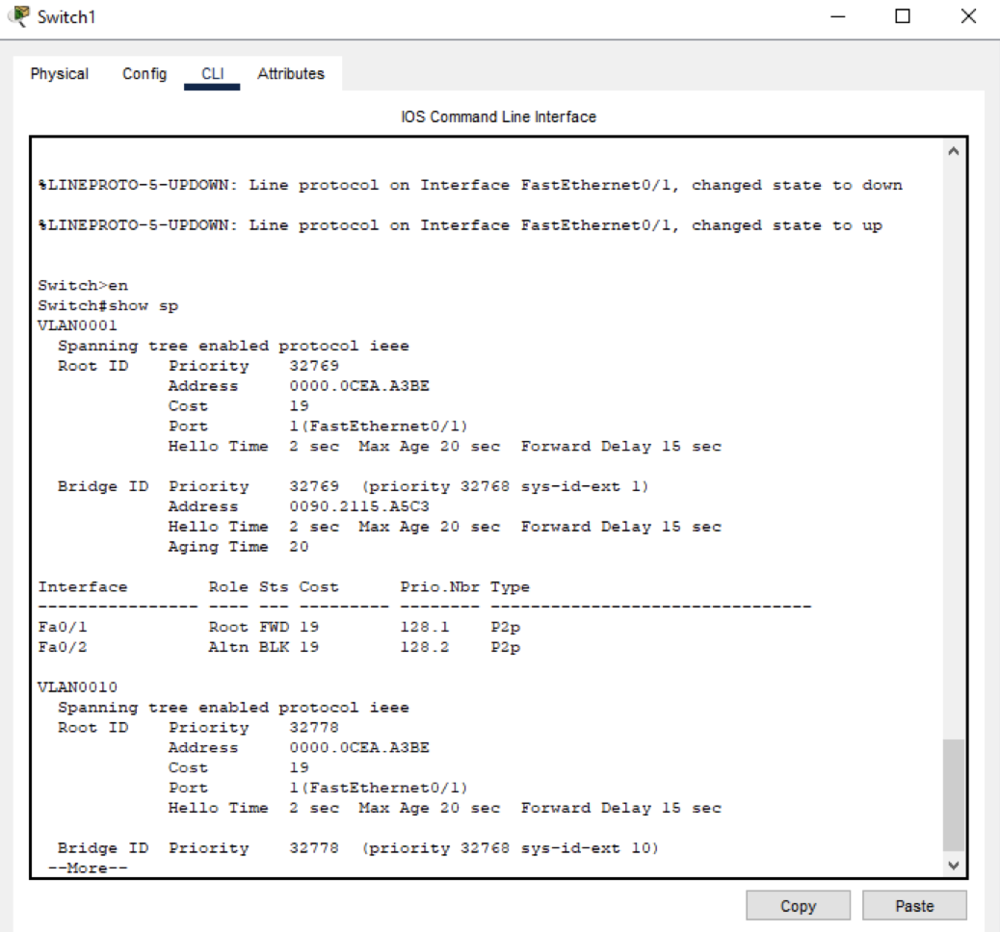 Switch1
Physical Config CLI Attributes
IOS Command Line Interface
%LINEPROTO-5-UPDOWN: Line protocol on Interface FastEthernet0/1, changed state to down
%LINEPROTO-5-UPDOWN: Line protocol on Interface FastEthernet0/1, changed state to up
Switch>en
Switch#show sp
VLAN0001
  Spanning tree enabled protocol ieee
  Root ID    Priority    32769
             Address     0000.0CEA.A3BE
             Cost        19
             Port        1(FastEthernet0/1)
             Hello Time  2 sec  Max Age 20 sec  Forward Delay 15 sec
  Bridge ID  Priority    32769  (priority 32768 sys-id-ext 1)
             Address     0090.2115.A5C3
             Hello Time  2 sec  Max Age 20 sec  Forward Delay 15 sec
             Aging Time  20
Interface        Role Sts Cost      Prio.Nbr Type
---------------- ---- --- --------- -------- --------------------------------
Fa0/1            Root FWD 19        128.1    P2p
Fa0/2            Altn BLK 19        128.2    P2p
VLAN0010
  Spanning tree enabled protocol ieee
  Root ID    Priority    32778
             Address     0000.0CEA.A3BE
             Cost        19
             Port        1(FastEthernet0/1)
             Hello Time  2 sec  Max Age 20 sec  Forward Delay 15 sec
  Bridge ID  Priority    32778  (priority 32768 sys-id-ext 10)
 --More--
Copy Paste